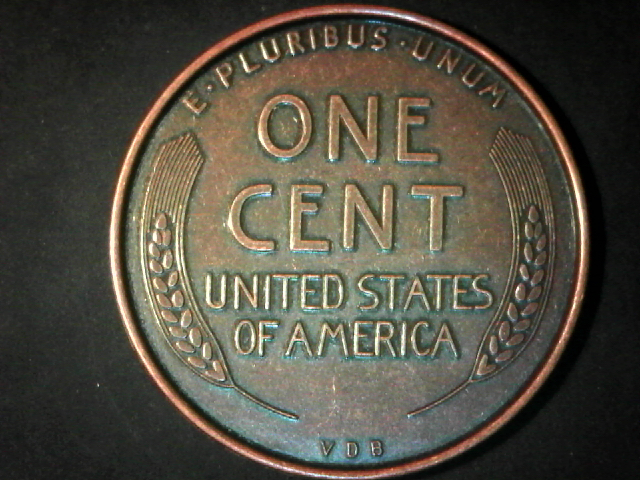 E·PLURIBUS·UNUM
ONE
CENT
UNITED STATES
OF AMERICA
VDB